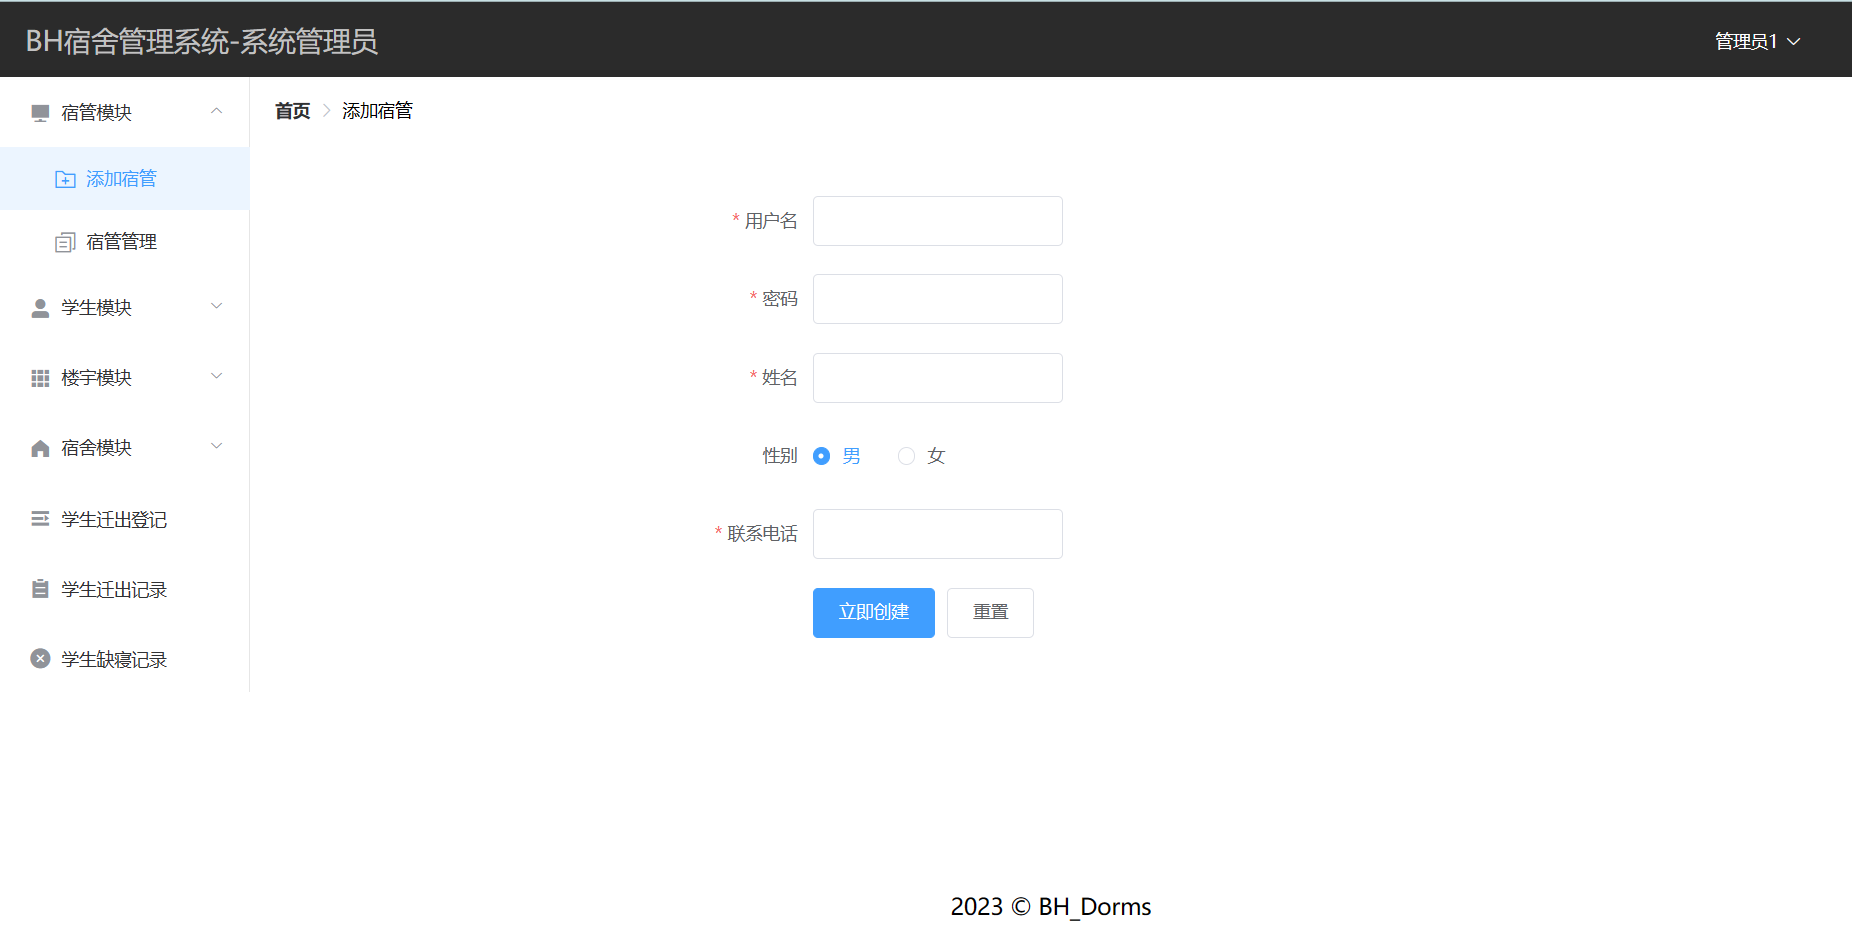 BH宿舍管理系统-系统管理员
管理员1
宿管模块
添加宿管
宿管管理
学生模块
楼宇模块
宿舍模块
学生迁出登记
学生迁出记录
学生缺寝记录
首页 添加宿管
* 用户名
* 密码
* 姓名
性别 男 女
* 联系电话
立即创建 重置
2023 © BH_Dorms